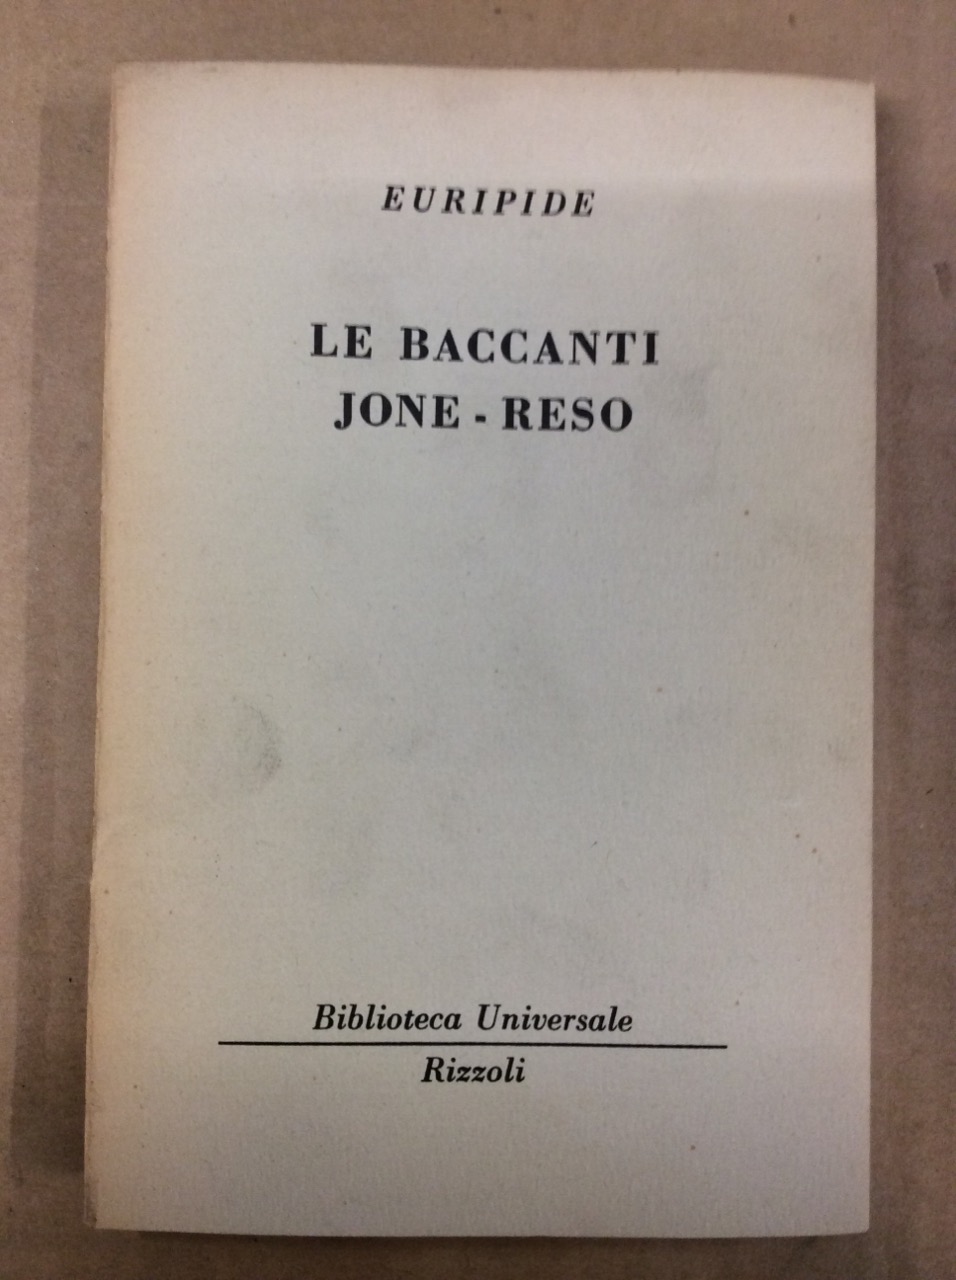 EURIPIDE
LE BACCANTI
JONE - RESO
Biblioteca Universale
Rizzoli